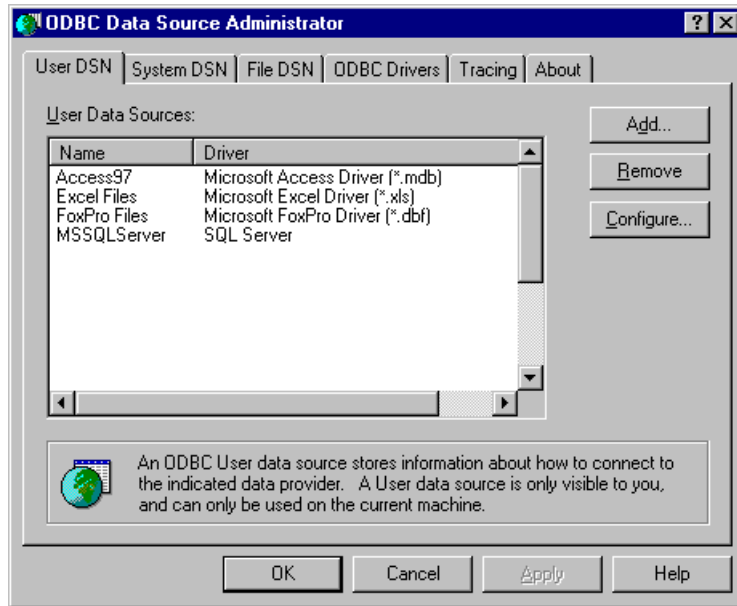 ODBC Data Source Administrator
User DSN System DSN File DSN ODBC Drivers Tracing About
User Data Sources:
Add...
Name Driver
Access97 Microsoft Access Driver (*.mdb)
Excel Files Microsoft Excel Driver (*.xls)
FoxPro Files Microsoft FoxPro Driver (*.dbf)
MSSQLServer SQL Server
Remove
Configure...
An ODBC User data source stores information about how to connect to
the indicated data provider. A User data source is only visible to you,
and can only be used on the current machine.
OK Cancel Apply Help